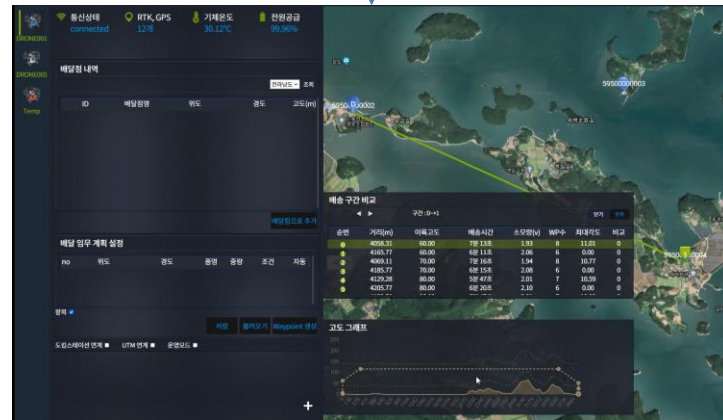 통신상태 RTK, GPS 기체온도 전원공급
connected 12개 30.12℃ 99.96%
DRONE001
DRONE005
Temp
배달점 내역
전라남도 조회
ID 배달점명 위도 경도 고도(m)
배달점으로 추가
배달 임무 계획 설정
no 위도 경도 품명 중량 조건 자동
왕복
저장 불러오기 Waypoint 생성
도킹스테이션 연계 UTM 연계 운영모드
+
59500000003
배송 구간 비교
구간 : D->1 닫기
순번 거리(m) 이륙고도 배송시간 소모량(v) WP수 최대각도 비교
4058.31 60.00 7분 13초 1.93 8 11.01 0
4165.77 60.00 6분 11초 2.06 6 0.00 0
4069.11 70.00 7분 16초 1.94 8 10.77 0
4185.77 70.00 6분 15초 2.08 6 0.00 0
4129.28 80.00 5분 47초 2.01 7 10.59 0
4205.77 80.00 6분 20초 2.10 6 0.00 0
고도 그래프